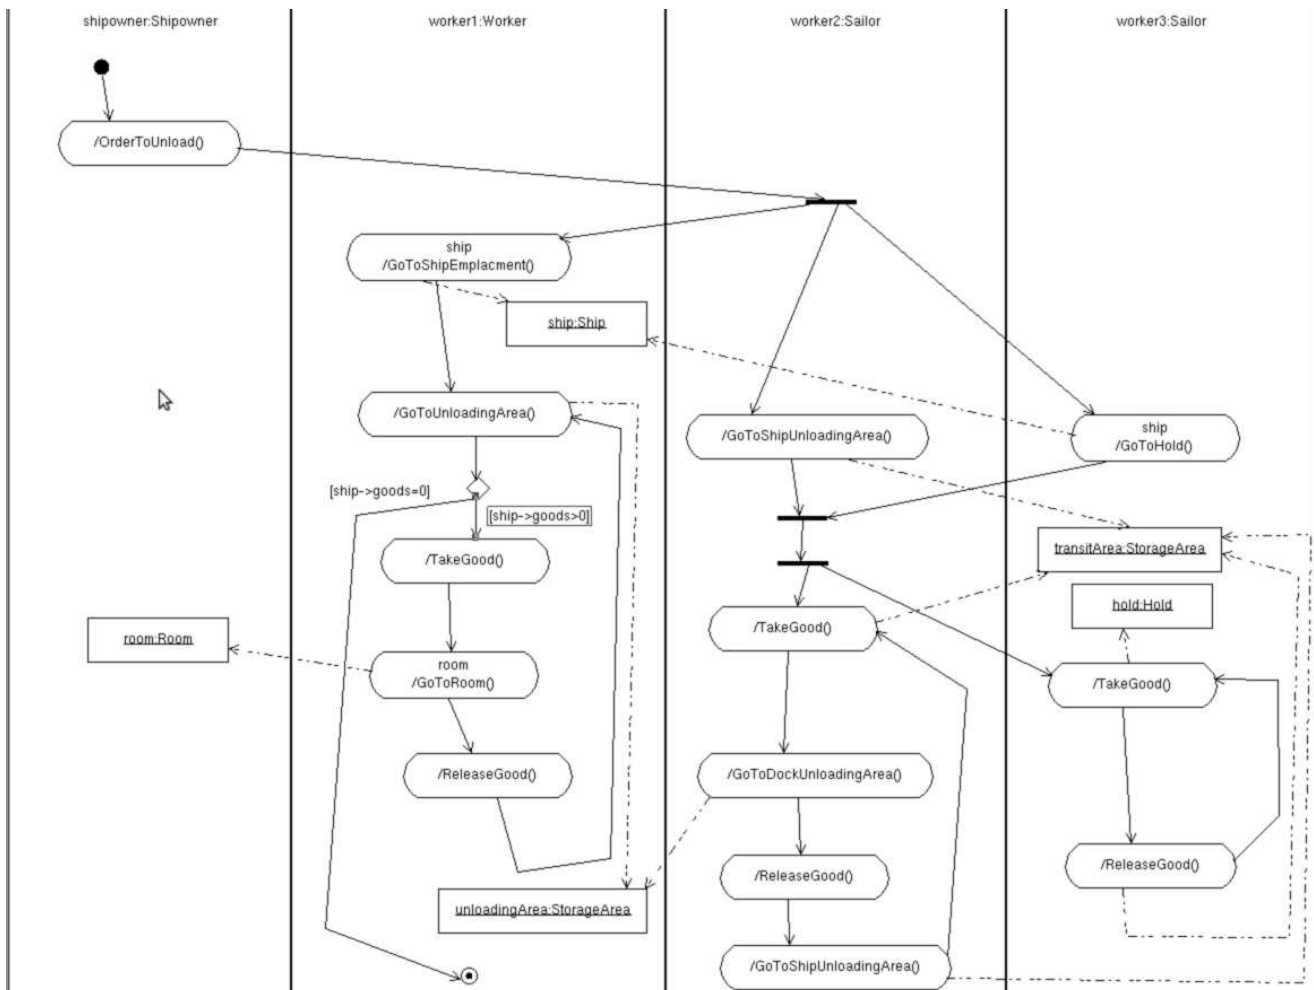 shipowner:Shipowner
worker1:Worker
worker2:Sailor
worker3:Sailor
/OrderToUnload()
ship
/GoToShipEmplacment()
ship:Ship
/GoToUnloadingArea()
/GoToShipUnloadingArea()
ship
/GoToHold()
[ship->goods=0]
[ship->goods>0]
/TakeGood()
transitArea:StorageArea
hold:Hold
/TakeGood()
room:Room
room
/GoToRoom()
/TakeGood()
/ReleaseGood()
/GoToDockUnloadingArea()
/ReleaseGood()
/ReleaseGood()
unloadingArea:StorageArea
/GoToShipUnloadingArea()